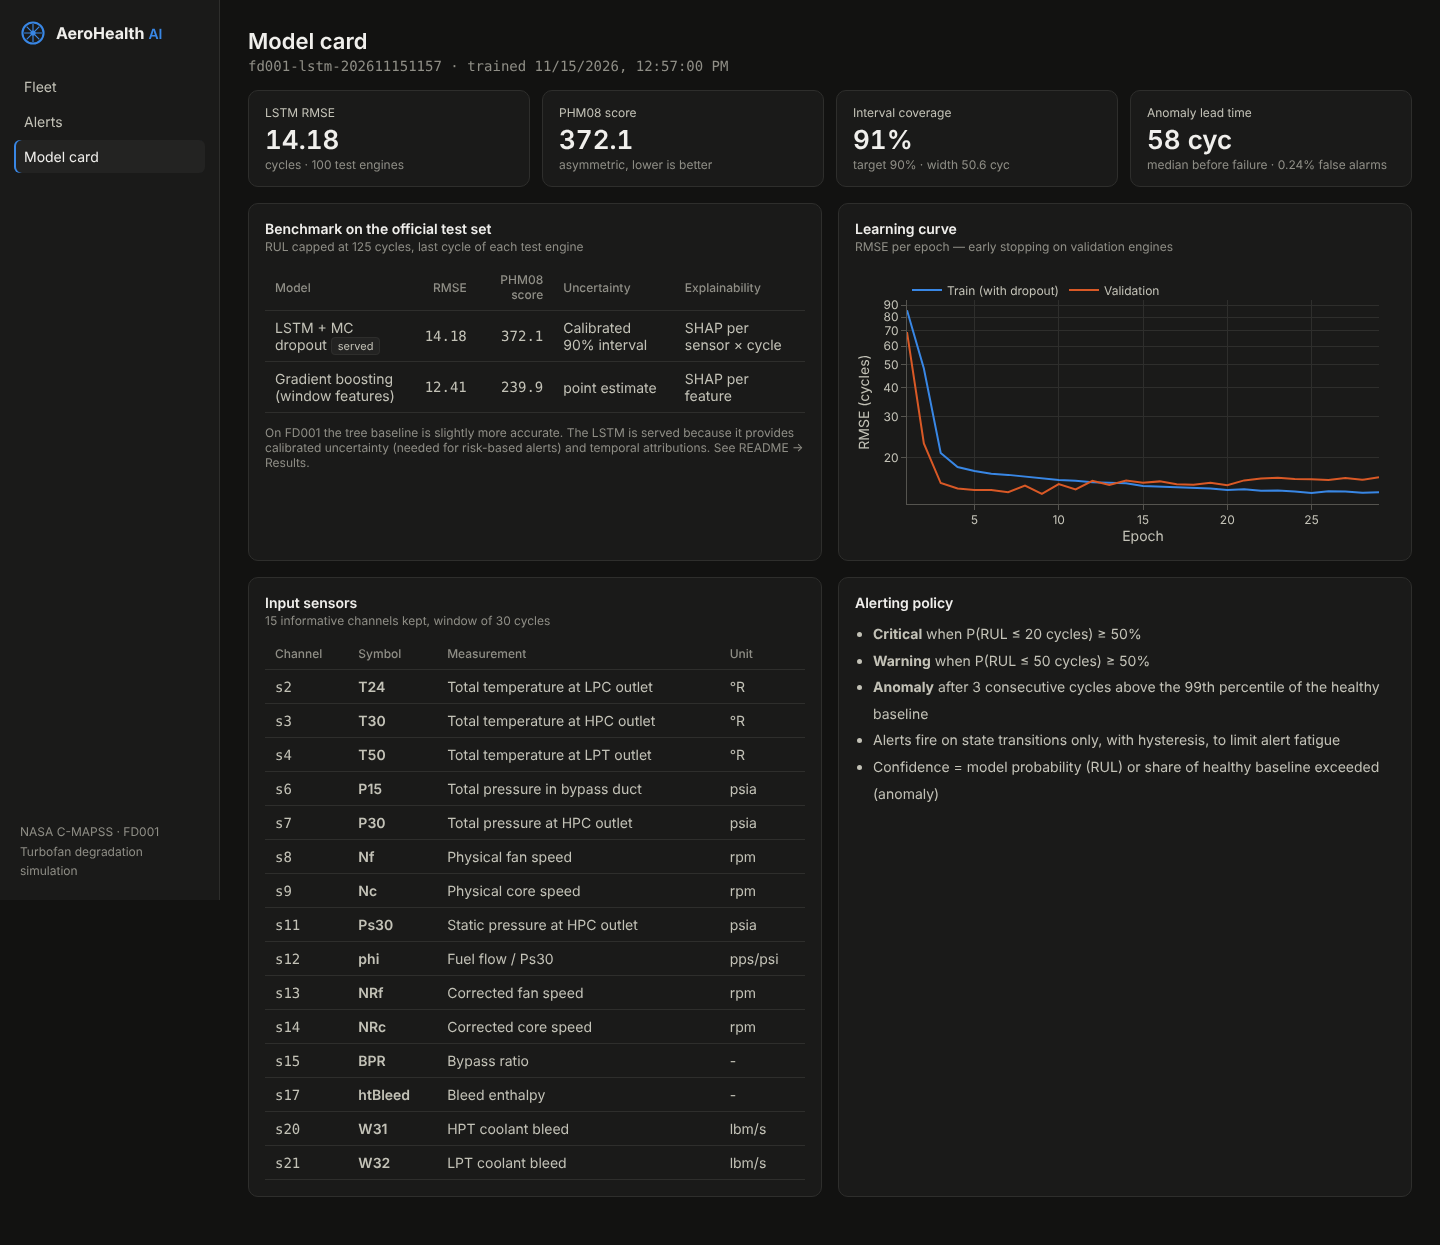 AeroHealth AI
Fleet
Alerts
Model card
NASA C-MAPSS · FD001
Turbofan degradation
simulation
Model card
fd001-lstm-202611151157 · trained 11/15/2026, 12:57:00 PM
LSTM RMSE
14.18
cycles · 100 test engines
PHM08 score
372.1
asymmetric, lower is better
Interval coverage
91%
target 90% · width 50.6 cyc
Anomaly lead time
58 cyc
median before failure · 0.24% false alarms
Benchmark on the official test set
RUL capped at 125 cycles, last cycle of each test engine
Model RMSE PHM08 score Uncertainty Explainability
LSTM + MC dropout served 14.18 372.1 Calibrated 90% interval SHAP per sensor × cycle
Gradient boosting (window features) 12.41 239.9 point estimate SHAP per feature
On FD001 the tree baseline is slightly more accurate. The LSTM is served because it provides
calibrated uncertainty (needed for risk-based alerts) and temporal attributions. See README →
Results.
Learning curve
RMSE per epoch — early stopping on validation engines
Train (with dropout) Validation
RMSE (cycles)
90
80
70
60
50
40
30
20
5 10 15 20 25
Epoch
Input sensors
15 informative channels kept, window of 30 cycles
Channel Symbol Measurement Unit
s2 T24 Total temperature at LPC outlet °R
s3 T30 Total temperature at HPC outlet °R
s4 T50 Total temperature at LPT outlet °R
s6 P15 Total pressure in bypass duct psia
s7 P30 Total pressure at HPC outlet psia
s8 Nf Physical fan speed rpm
s9 Nc Physical core speed rpm
s11 Ps30 Static pressure at HPC outlet psia
s12 phi Fuel flow / Ps30 pps/psi
s13 NRf Corrected fan speed rpm
s14 NRc Corrected core speed rpm
s15 BPR Bypass ratio -
s17 htBleed Bleed enthalpy -
s20 W31 HPT coolant bleed lbm/s
s21 W32 LPT coolant bleed lbm/s
Alerting policy
• Critical when P(RUL ≤ 20 cycles) ≥ 50%
• Warning when P(RUL ≤ 50 cycles) ≥ 50%
• Anomaly after 3 consecutive cycles above the 99th percentile of the healthy
baseline
• Alerts fire on state transitions only, with hysteresis, to limit alert fatigue
• Confidence = model probability (RUL) or share of healthy baseline exceeded
(anomaly)